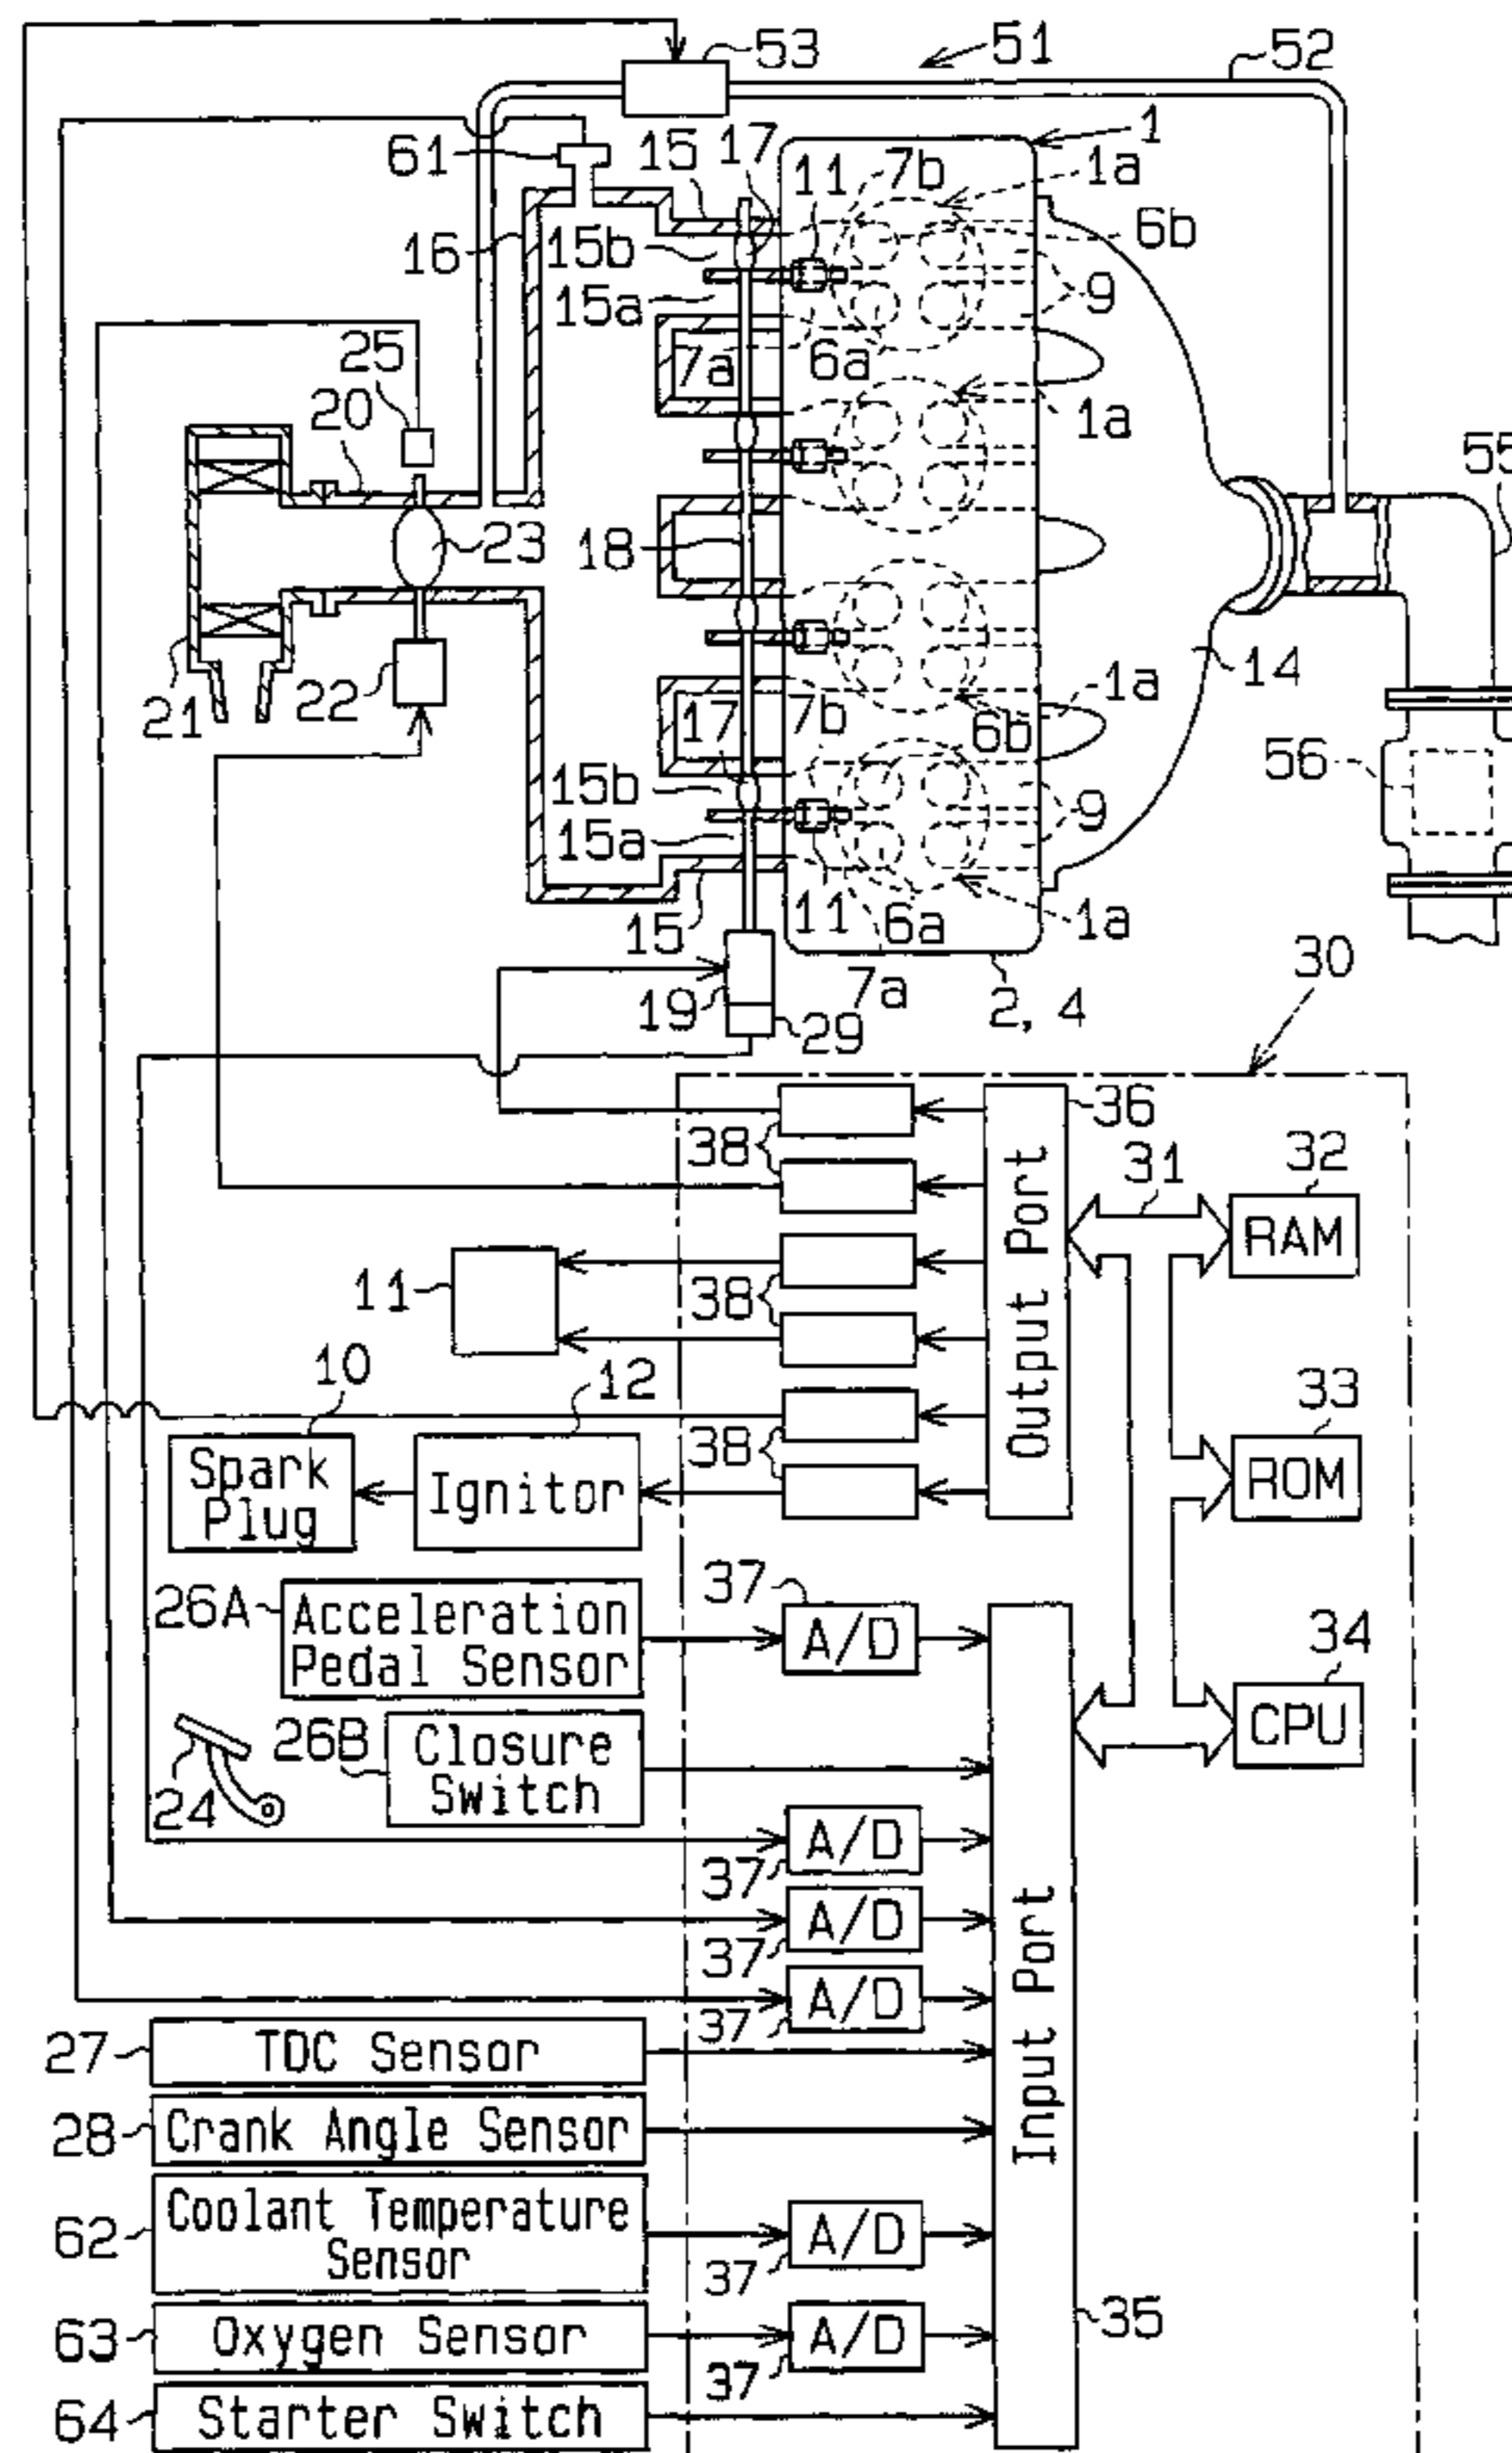 53
51
52
61
15
17
1
11
7b
1a
6b
16
15b
15a
9
7a
6a
25
20
1a
55
23
18
21
22
17
7b
1a
14
6b
56
15b
15a
9
11
6a
1a
15
7a
30
19
29
2, 4
36
38
31
32
Output Port
RAM
11
38
10
12
33
38
Spark
Plug
Ignitor
ROM
37
26A
Acceleration
Pedal Sensor
A/D
34
26B
Closure
Switch
CPU
24
A/D
37
A/D
37
A/D
37
Input Port
27
TDC Sensor
28
Crank Angle Sensor
62
Coolant Temperature
Sensor
A/D
37
35
63
Oxygen Sensor
A/D
37
64
Starter Switch